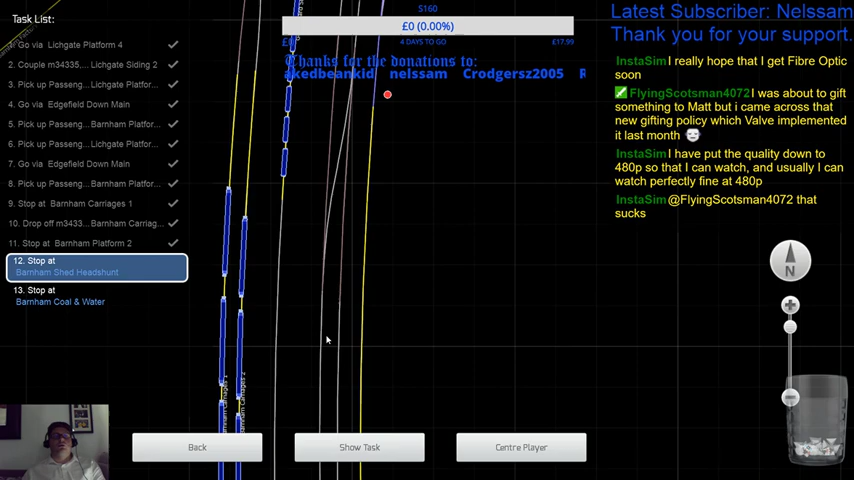 Task List:
Go via Lichgate Platform 4
2. Couple m34335,... Lichgate Siding 2
3. Pick up Passeng... Lichgate Platfor...
4. Go via Edgefield Down Main
5. Pick up Passeng... Barnham Platfor...
6. Pick up Passeng... Lichgate Platfor...
7. Go via Edgefield Down Main
8. Pick up Passeng... Barnham Platfor...
9. Stop at Barnham Carriages 1
10. Drop off m3433... Barnham Carriag...
11. Stop at Barnham Platform 2
12. Stop at
Barnham Shed Headshunt
13. Stop at
Barnham Coal & Water
S160
£0 (0.00%)
£0
4 DAYS TO GO
£17.99
Thanks for the donations to:
akedbeankid nelssam Crodgersz2005 R
Latest Subscriber: Nelssam
Thank you for your support.
InstaSim I really hope that I get Fibre Optic
soon
FlyingScotsman4072 I was about to gift
something to Matt but i came across that
new gifting policy which Valve implemented
it last month
InstaSim I have put the quality down to
480p so that I can watch, and usually I can
watch perfectly fine at 480p
InstaSim @FlyingScotsman4072 that
sucks
N
Barnham Carriages 1
Barnham Carriages 2
Back
Show Task
Centre Player